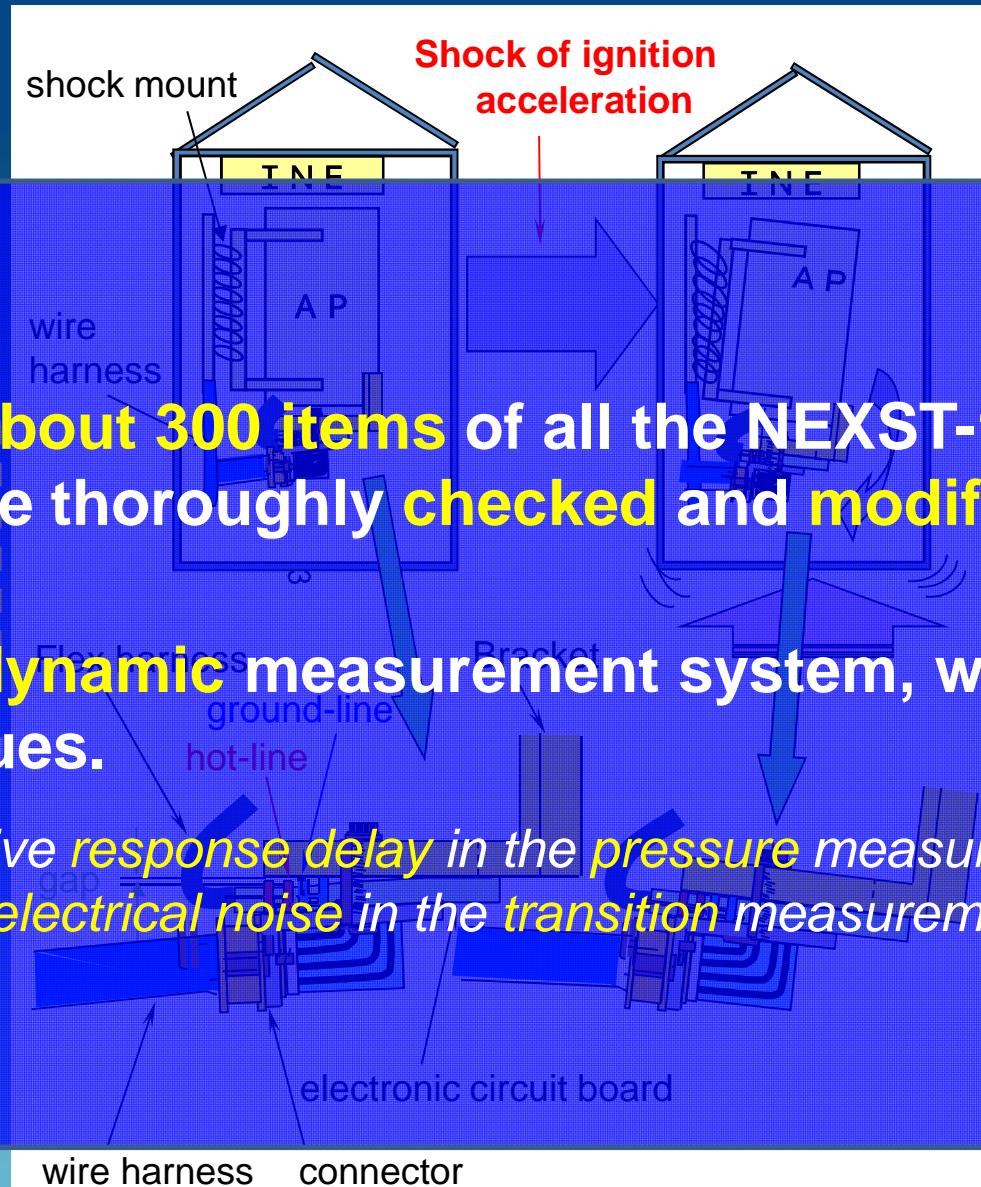 Shock of ignition
acceleration
shock mount
INE
INE
AP
AP
wire
harness
bout 300 items of all the NEXST-
e thoroughly checked and modif
ω
Flex harness
Bracket
dynamic measurement system, w
ues.
ground-line
hot-line
ive response delay in the pressure measu
gap
electrical noise in the transition measurem
electronic circuit board
wire harness connector